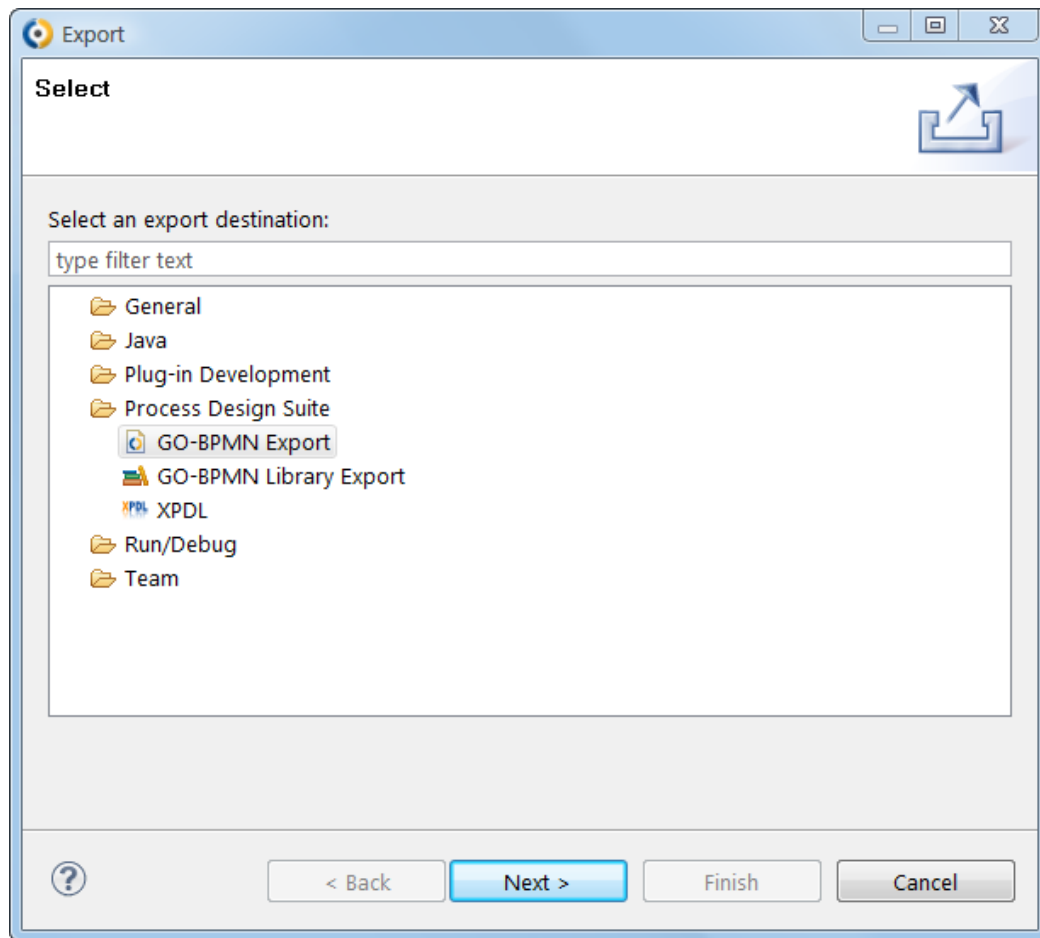 Export
Select
Select an export destination:
type filter text
General
Java
Plug-in Development
Process Design Suite
GO-BPMN Export
GO-BPMN Library Export
XPDL XPDL
Run/Debug
Team
?
< Back Next > Finish Cancel